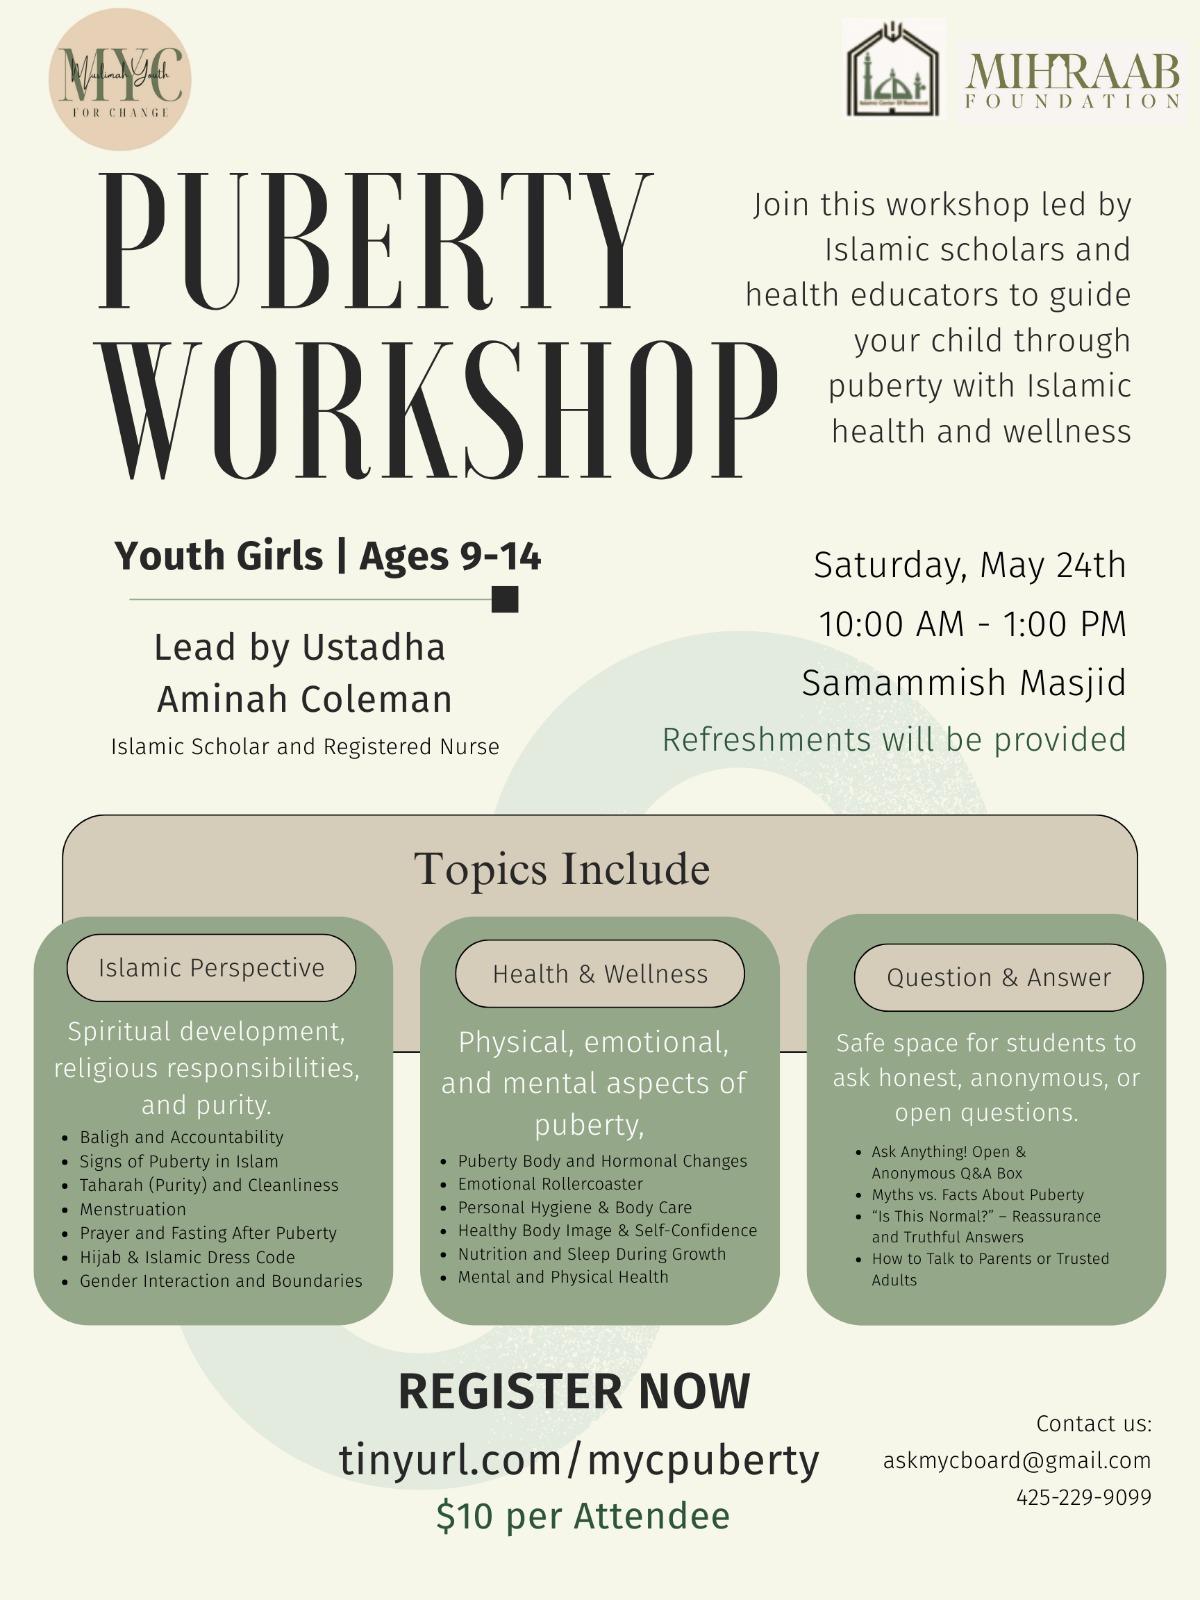 MYC
Muslimah Youth
FOR CHANGE
Islamic Center Of Redmond
MIHRAAB
FOUNDATION
PUBERTY
WORKSHOP
Join this workshop led by
Islamic scholars and
health educators to guide
your child through
puberty with Islamic
health and wellness
Youth Girls | Ages 9-14
Lead by Ustadha
Aminah Coleman
Islamic Scholar and Registered Nurse
Saturday, May 24th
10:00 AM - 1:00 PM
Samammish Masjid
Refreshments will be provided
Topics Include
Islamic Perspective
Spiritual development,
religious responsibilities,
and purity.
• Baligh and Accountability
• Signs of Puberty in Islam
• Taharah (Purity) and Cleanliness
• Menstruation
• Prayer and Fasting After Puberty
• Hijab & Islamic Dress Code
• Gender Interaction and Boundaries
Health & Wellness
Physical, emotional,
and mental aspects of
puberty,
• Puberty Body and Hormonal Changes
• Emotional Rollercoaster
• Personal Hygiene & Body Care
• Healthy Body Image & Self-Confidence
• Nutrition and Sleep During Growth
• Mental and Physical Health
Question & Answer
Safe space for students to
ask honest, anonymous, or
open questions.
• Ask Anything! Open &
Anonymous Q&A Box
• Myths vs. Facts About Puberty
• “Is This Normal?” – Reassurance
and Truthful Answers
• How to Talk to Parents or Trusted
Adults
REGISTER NOW
tinyurl.com/mycpuberty
$10 per Attendee
Contact us:
askmycboard@gmail.com
425-229-9099